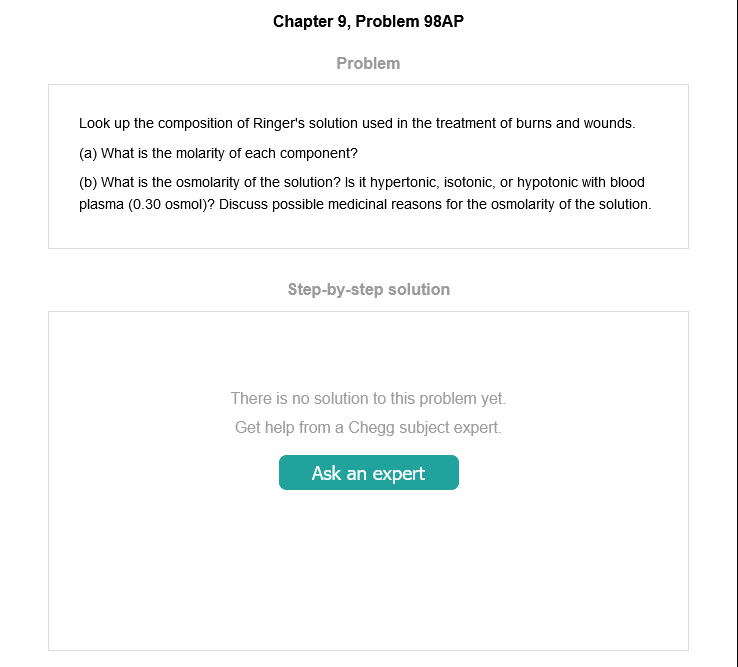 Chapter 9, Problem 98AP
Problem
Look up the composition of Ringer's solution used in the treatment of burns and wounds.
(a) What is the molarity of each component?
(b) What is the osmolarity of the solution? Is it hypertonic, isotonic, or hypotonic with blood
plasma (0.30 osmol)? Discuss possible medicinal reasons for the osmolarity of the solution.
Step-by-step solution
There is no solution to this problem yet.
Get help from a Chegg subject expert.
Ask an expert